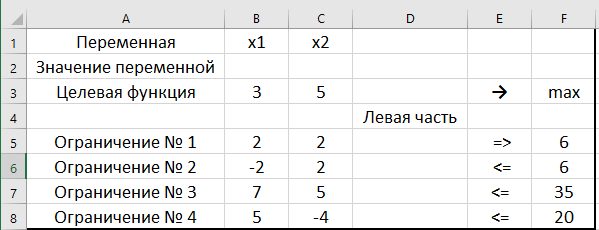 A B C D E F
1 Переменная x1 x2
2 Значение переменной
3 Целевая функция 3 5 → max
4 Левая часть
5 Ограничение № 1 2 2 => 6
6 Ограничение № 2 -2 2 <= 6
7 Ограничение № 3 7 5 <= 35
8 Ограничение № 4 5 -4 <= 20